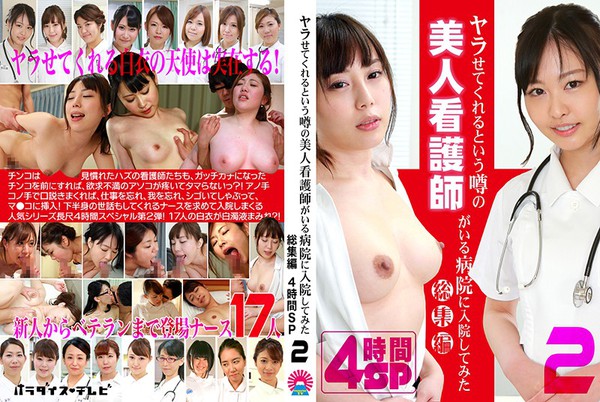 ヤラせてくれる白衣の天使は実在する!
チンコは
見慣れたハズの看護師たちも、ガッチガチになった
チンコを前にすれば、欲求不満のアソコが疼いてタマらないっ?!アノ手
コノ手で口説きまくれば、仕事を忘れ、我を忘れ、シゴいてしゃぶって、マ
●コに挿入!下半身の世話もしてくれるナースを求めて入院しまくる
人気シリーズ長尺4時間スペシャル第2弾!17人の白衣が白濁液まみれ?!
新人からベテランまで登場ナース17人
パラダイス・テレビ
ヤラせてくれるという噂の美人看護師がいる病院に入院してみた
総集編 4時間SP 2
ヤラせてくれるという噂の
美人看護師
がいる病院に入院してみた
総集編
4時間SP
2